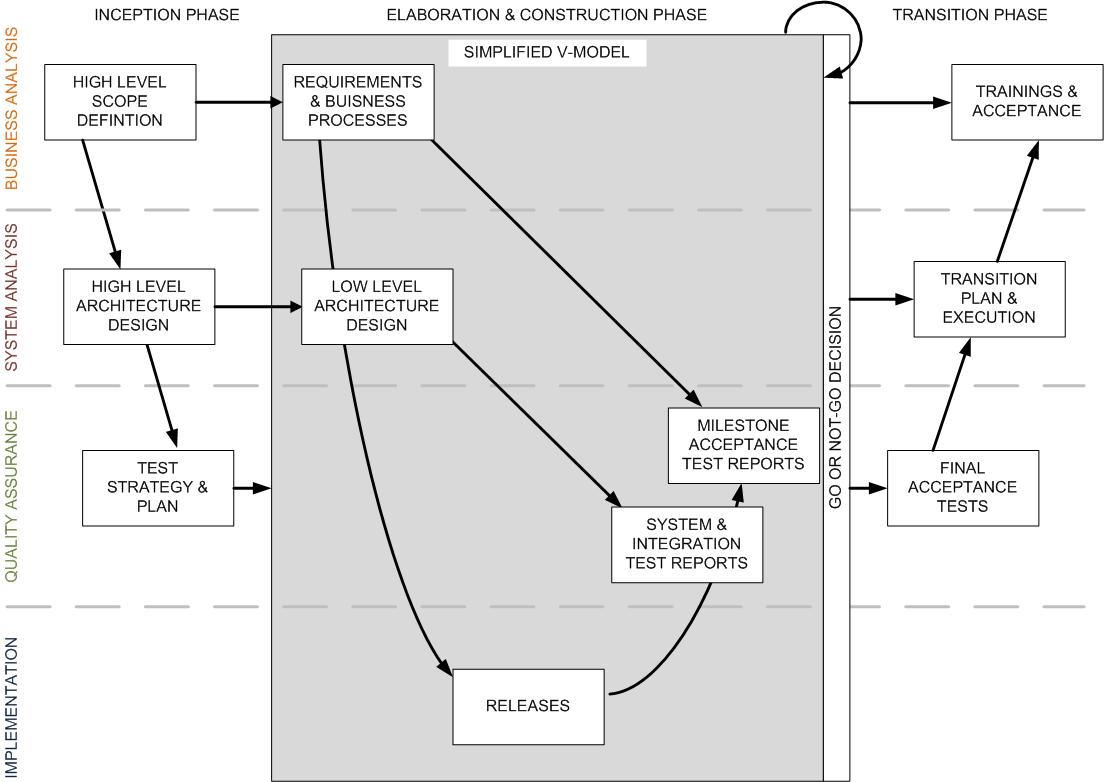 INCEPTION PHASE
ELABORATION & CONSTRUCTION PHASE
TRANSITION PHASE
BUSINESS ANALYSIS
SIMPLIFIED V-MODEL
HIGH LEVEL
SCOPE
DEFINTION
REQUIREMENTS
& BUISNESS
PROCESSES
TRAININGS &
ACCEPTANCE
SYSTEM ANALYSIS
HIGH LEVEL
ARCHITECTURE
DESIGN
LOW LEVEL
ARCHITECTURE
DESIGN
GO OR NOT-GO DECISION
TRANSITION
PLAN &
EXECUTION
QUALITY ASSURANCE
TEST
STRATEGY &
PLAN
MILESTONE
ACCEPTANCE
TEST REPORTS
SYSTEM &
INTEGRATION
TEST REPORTS
FINAL
ACCEPTANCE
TESTS
IMPLEMENTATION
RELEASES